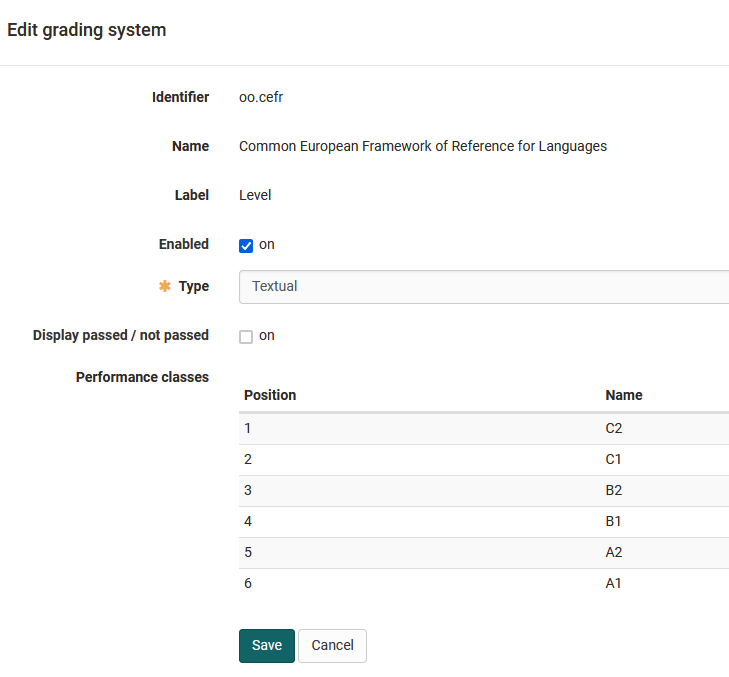 Edit grading system
Identifier oo.cefr
Name Common European Framework of Reference for Languages
Label Level
Enabled on
✱ Type Textual
Display passed / not passed on
Performance classes
Position Name
1 C2
2 C1
3 B2
4 B1
5 A2
6 A1
Save Cancel